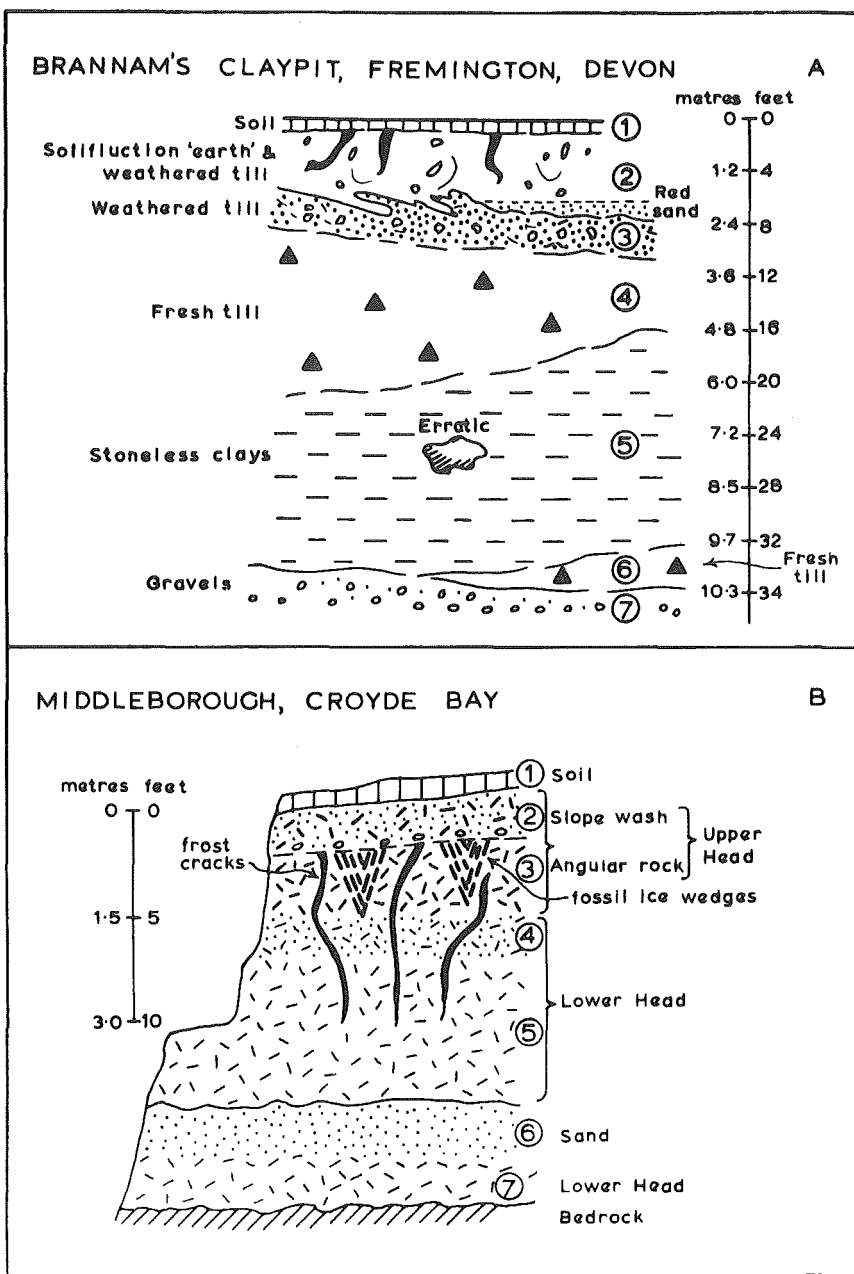 BRANNAM'S CLAYPIT, FREMINGTON, DEVON A
metres feet
Soil ① 0 0
Solifluction 'earth' &
weathered till ② 1.2 4
Red
sand
Weathered till ③ 2.4 8
3.6 12
Fresh till ④
4.8 16
6.0 20
Erratic
Stoneless clays ⑤ 7.2 24
8.5 28
9.7 32
Gravels ⑥ Fresh
till
10.3 34
⑦
MIDDLEBOROUGH, CROYDE BAY B
① Soil
metres feet
0 0
② Slope wash
Upper
Head
frost
cracks
③ Angular rock
fossil ice wedges
1.5 5
④
Lower Head
3.0 10
⑤
⑥ Sand
⑦ Lower Head
Bedrock